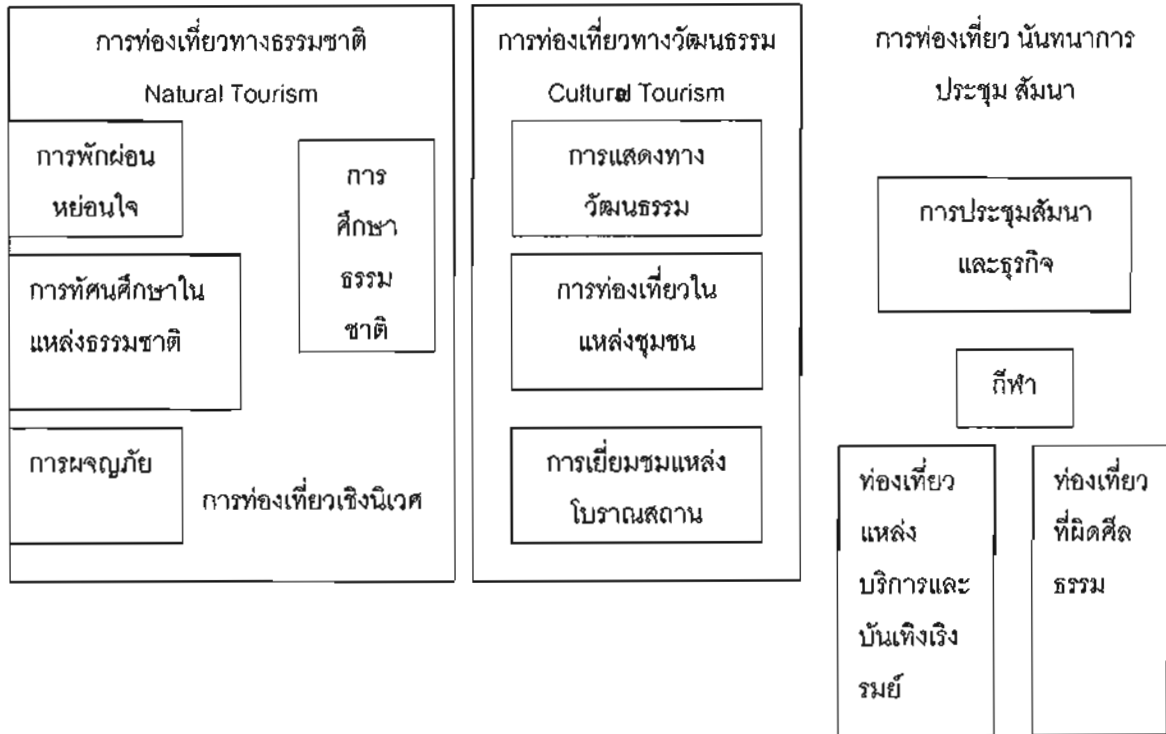 การท่องเที่ยวทางธรรมชาติ
Natural Tourism
การพักผ่อน
หย่อนใจ
การ
ศึกษา
ธรรม
ชาติ
การทัศนศึกษาใน
แหล่งธรรมชาติ
การผจญภัย
การท่องเที่ยวเชิงนิเวศ
การท่องเที่ยวทางวัฒนธรรม
Cultural Tourism
การแสดงทาง
วัฒนธรรม
การท่องเที่ยวใน
แหล่งชุมชน
การเยี่ยมชมแหล่ง
โบราณสถาน
การท่องเที่ยว นันทนาการ
ประชุม สัมนา
การประชุมสัมนา
และธุรกิจ
กีฬา
ท่องเที่ยว
แหล่ง
บริการและ
บันเทิงเริง
รมย์
ท่องเที่ยว
ที่ผิดศีล
ธรรม